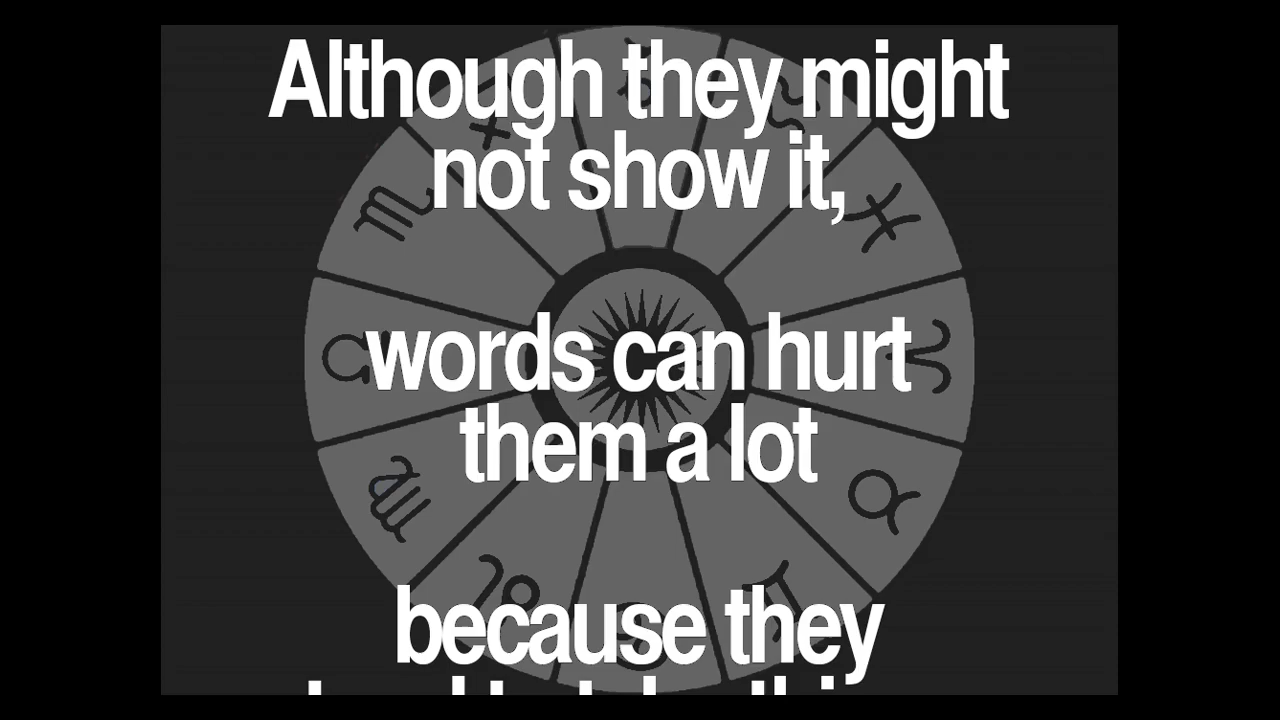 Although they might
not show it,
words can hurt
them a lot
because they